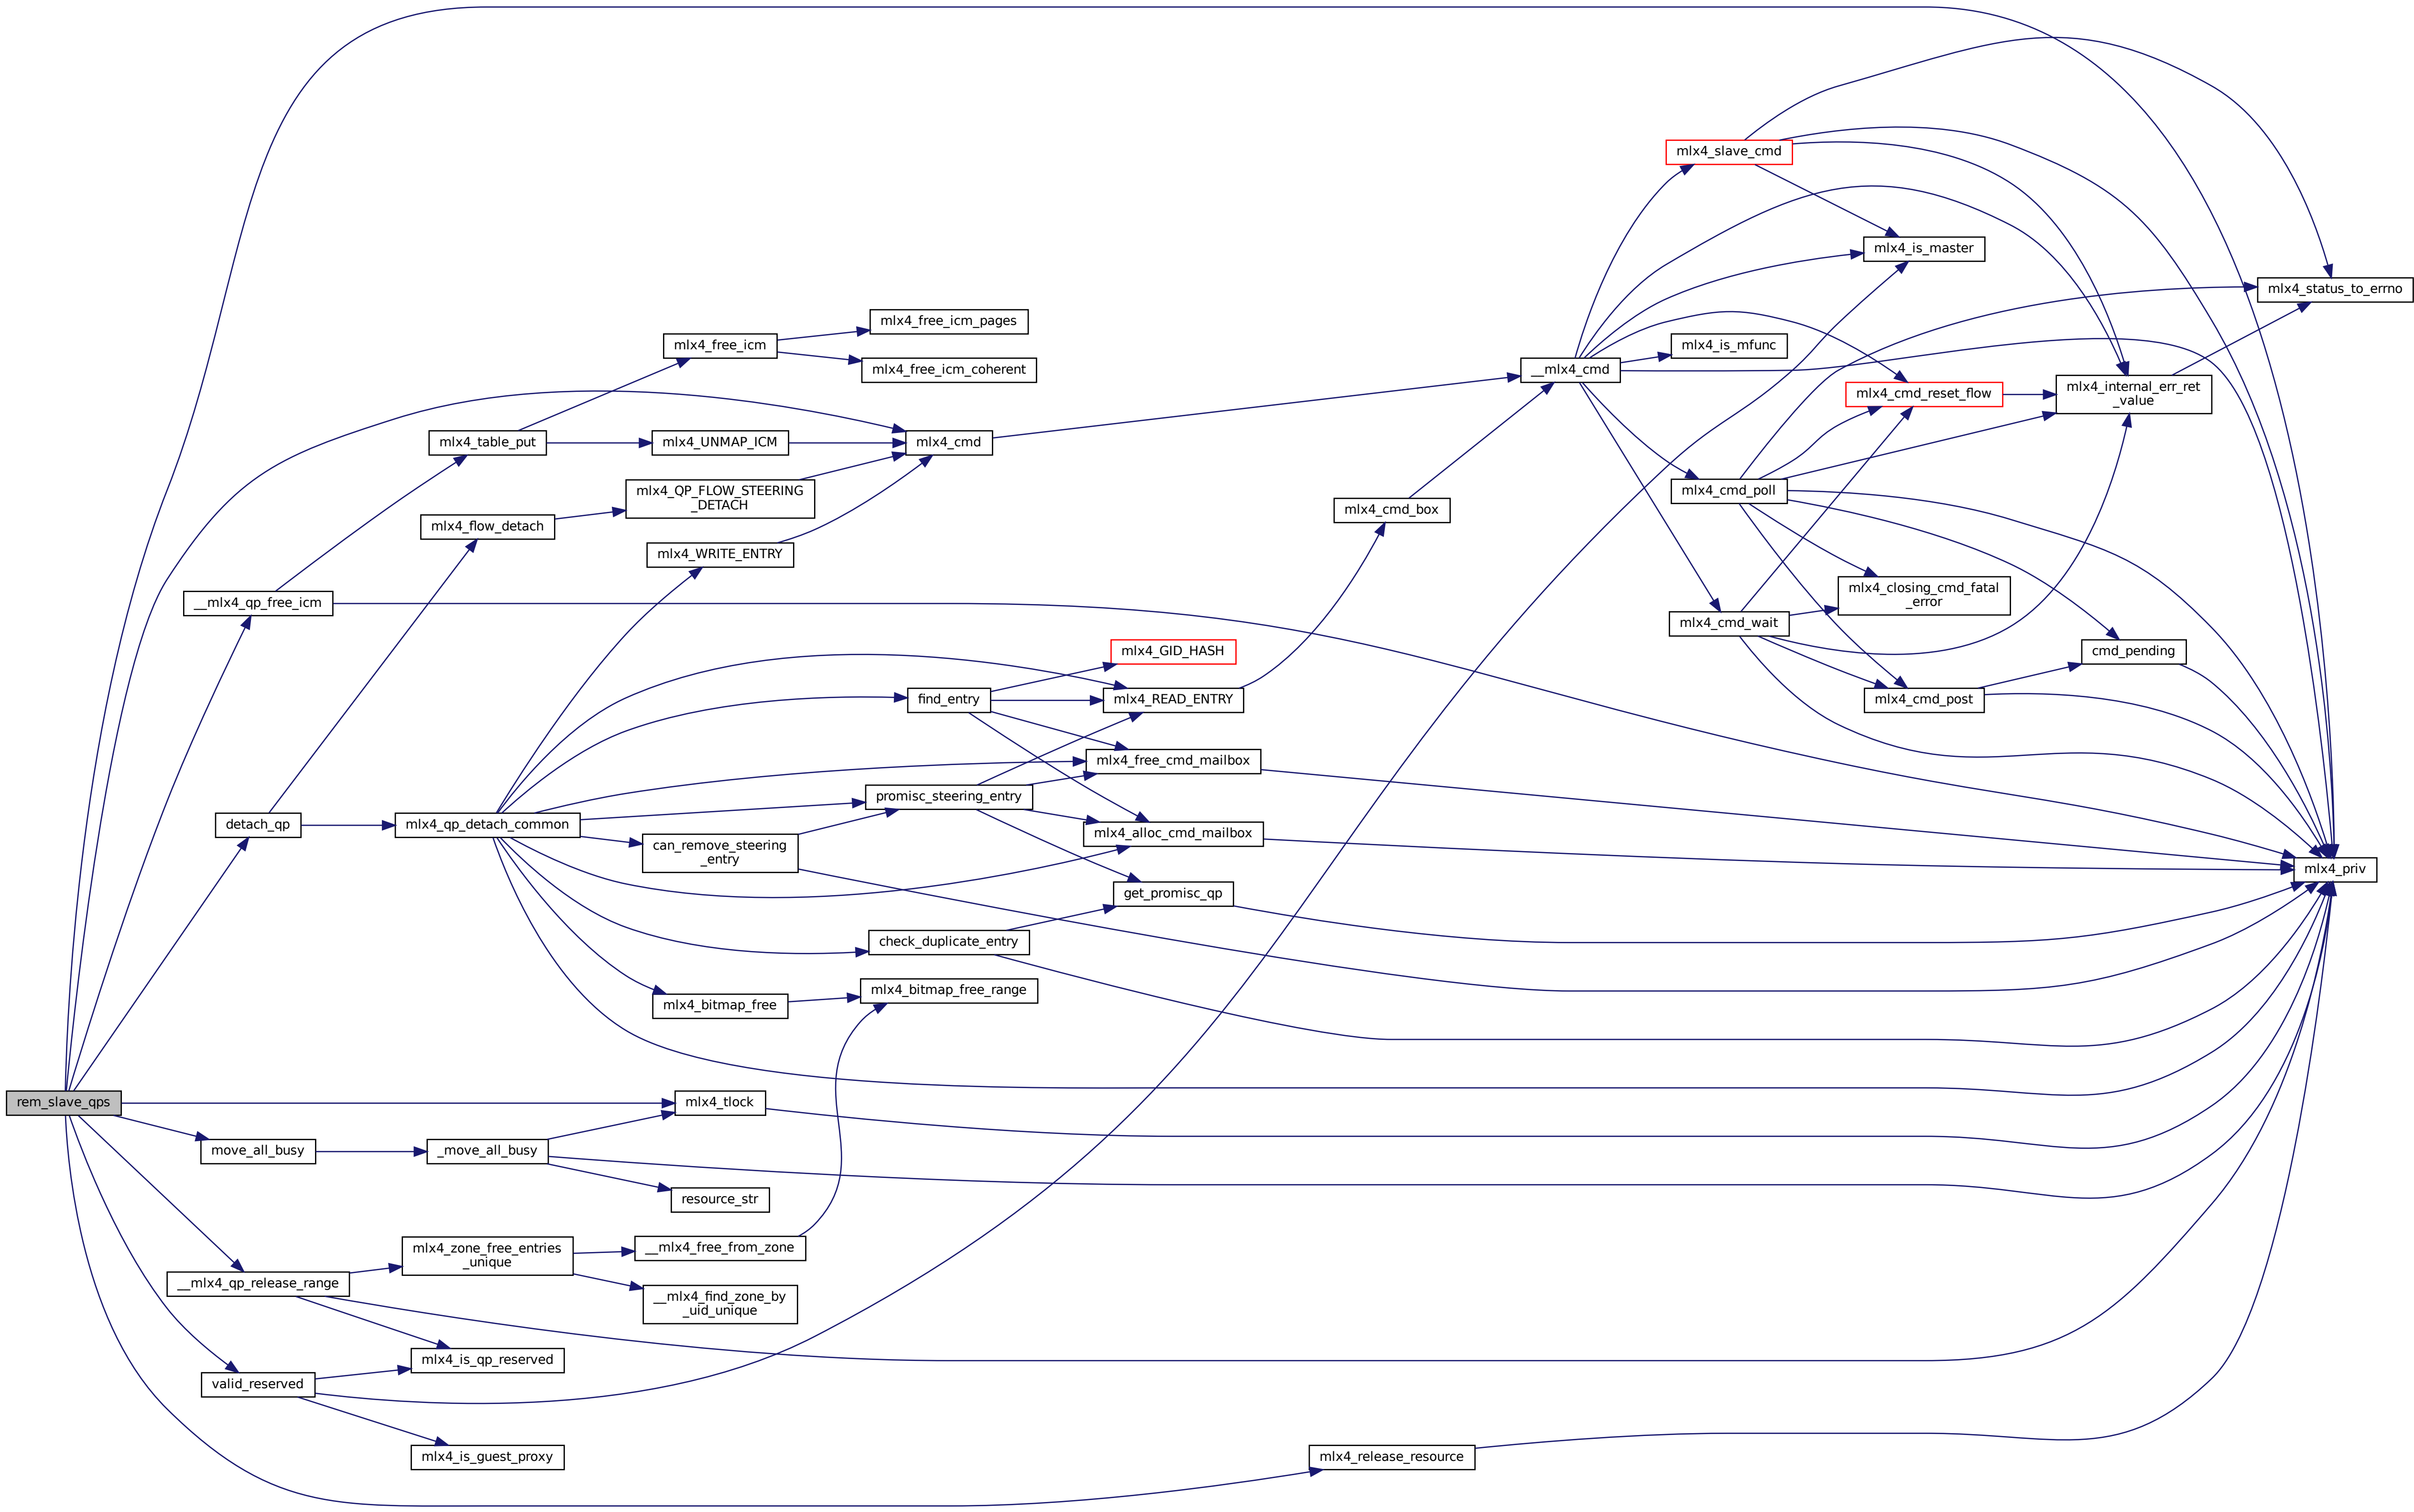 rem_slave_qps
__mlx4_qp_free_icm
detach_qp
move_all_busy
__mlx4_qp_release_range
valid_reserved
mlx4_table_put
mlx4_flow_detach
mlx4_qp_detach_common
_move_all_busy
mlx4_zone_free_entries
_unique
mlx4_is_qp_reserved
mlx4_is_guest_proxy
mlx4_free_icm
mlx4_UNMAP_ICM
mlx4_QP_FLOW_STEERING
_DETACH
mlx4_WRITE_ENTRY
can_remove_steering
_entry
mlx4_bitmap_free
mlx4_tlock
resource_str
__mlx4_free_from_zone
__mlx4_find_zone_by
_uid_unique
mlx4_free_icm_pages
mlx4_free_icm_coherent
mlx4_cmd
find_entry
promisc_steering_entry
check_duplicate_entry
mlx4_bitmap_free_range
mlx4_GID_HASH
mlx4_READ_ENTRY
mlx4_free_cmd_mailbox
mlx4_alloc_cmd_mailbox
get_promisc_qp
mlx4_cmd_box
mlx4_release_resource
__mlx4_cmd
mlx4_slave_cmd
mlx4_is_mfunc
mlx4_cmd_poll
mlx4_cmd_wait
mlx4_is_master
mlx4_cmd_reset_flow
mlx4_closing_cmd_fatal
_error
mlx4_cmd_post
mlx4_internal_err_ret
_value
cmd_pending
mlx4_status_to_errno
mlx4_priv